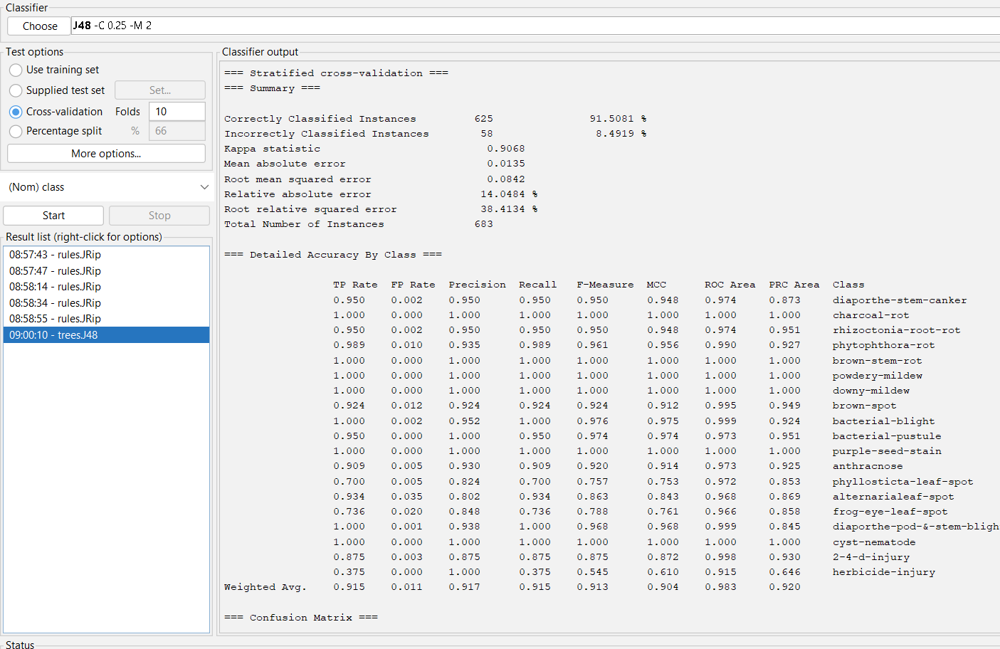 Classifier
Choose J48 -C 0.25 -M 2
Test options
Use training set
Supplied test set Set...
Cross-validation Folds 10
Percentage split % 66
More options...
(Nom) class
Start Stop
Result list (right-click for options)
08:57:43 - rules.JRip
08:57:47 - rules.JRip
08:58:14 - rules.JRip
08:58:34 - rules.JRip
08:58:55 - rules.JRip
09:00:10 - trees.J48
Classifier output
=== Stratified cross-validation ===
=== Summary ===
Correctly Classified Instances 625 91.5081 %
Incorrectly Classified Instances 58 8.4919 %
Kappa statistic 0.9068
Mean absolute error 0.0135
Root mean squared error 0.0842
Relative absolute error 14.0484 %
Root relative squared error 38.4134 %
Total Number of Instances 683
=== Detailed Accuracy By Class ===
TP Rate FP Rate Precision Recall F-Measure MCC ROC Area PRC Area Class
0.950 0.002 0.950 0.950 0.950 0.948 0.974 0.873 diaporthe-stem-canker
1.000 0.000 1.000 1.000 1.000 1.000 1.000 1.000 charcoal-rot
0.950 0.002 0.950 0.950 0.950 0.948 0.974 0.951 rhizoctonia-root-rot
0.989 0.010 0.935 0.989 0.961 0.956 0.990 0.927 phytophthora-rot
1.000 0.000 1.000 1.000 1.000 1.000 1.000 1.000 brown-stem-rot
1.000 0.000 1.000 1.000 1.000 1.000 1.000 1.000 powdery-mildew
1.000 0.000 1.000 1.000 1.000 1.000 1.000 1.000 downy-mildew
0.924 0.012 0.924 0.924 0.924 0.912 0.995 0.949 brown-spot
1.000 0.002 0.952 1.000 0.976 0.975 0.999 0.924 bacterial-blight
0.950 0.000 1.000 0.950 0.974 0.974 0.973 0.951 bacterial-pustule
1.000 0.000 1.000 1.000 1.000 1.000 1.000 1.000 purple-seed-stain
0.909 0.005 0.930 0.909 0.920 0.914 0.973 0.925 anthracnose
0.700 0.005 0.824 0.700 0.757 0.753 0.972 0.853 phyllosticta-leaf-spot
0.934 0.035 0.802 0.934 0.863 0.843 0.968 0.869 alternarialeaf-spot
0.736 0.020 0.848 0.736 0.788 0.761 0.966 0.858 frog-eye-leaf-spot
1.000 0.001 0.938 1.000 0.968 0.968 0.999 0.845 diaporthe-pod-&-stem-bligh
1.000 0.000 1.000 1.000 1.000 1.000 1.000 1.000 cyst-nematode
0.875 0.003 0.875 0.875 0.875 0.872 0.998 0.930 2-4-d-injury
0.375 0.000 1.000 0.375 0.545 0.610 0.915 0.646 herbicide-injury
Weighted Avg. 0.915 0.011 0.917 0.915 0.913 0.904 0.983 0.920
=== Confusion Matrix ===
Status